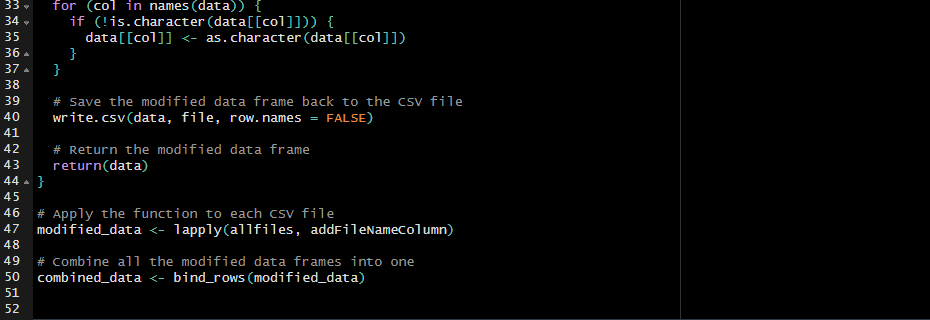 33 for (col in names(data)) {
34 if (!is.character(data[[col]])) {
35 data[[col]] <- as.character(data[[col]])
36 }
37 }
38
39 # Save the modified data frame back to the CSV file
40 write.csv(data, file, row.names = FALSE)
41
42 # Return the modified data frame
43 return(data)
44 }
45
46 # Apply the function to each CSV file
47 modified_data <- lapply(allfiles, addFileNameColumn)
48
49 # Combine all the modified data frames into one
50 combined_data <- bind_rows(modified_data)
51
52